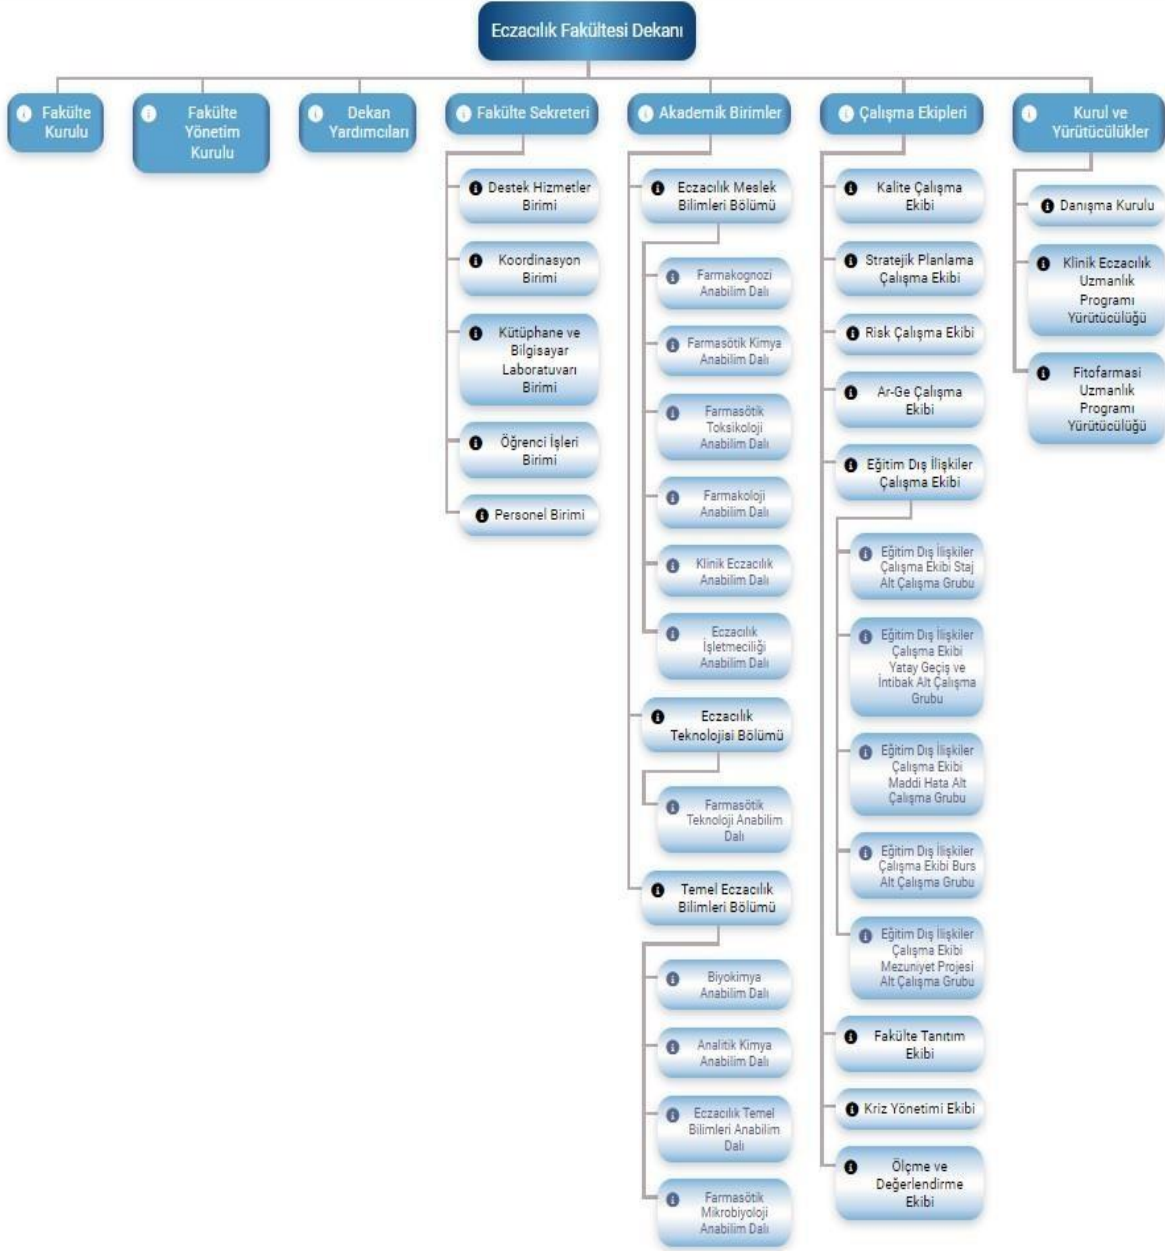 Eczacılık Fakültesi Dekanı
Fakülte
Kurulu
Fakülte
Yönetim
Kurulu
Dekan
Yardımcıları
Fakülte Sekreteri
Destek Hizmetler
Birimi
Koordinasyon
Birimi
Kütüphane ve
Bilgisayar
Laboratuvarı
Birimi
Öğrenci İşleri
Birimi
Personel Birimi
Akademik Birimler
Eczacılık Meslek
Bilimleri Bölümü
Farmakognozi
Anabilim Dalı
Farmasötik Kimya
Anabilim Dalı
Farmasötik
Toksikoloji
Anabilim Dalı
Farmakoloji
Anabilim Dalı
Klinik Eczacılık
Anabilim Dalı
Eczacılık
İşletmeciliği
Anabilim Dalı
Eczacılık
Teknolojisi Bölümü
Farmasötik
Teknoloji Anabilim
Dalı
Temel Eczacılık
Bilimleri Bölümü
Biyokimya
Anabilim Dalı
Analitik Kimya
Anabilim Dalı
Eczacılık Temel
Bilimleri Anabilim
Dalı
Farmasötik
Mikrobiyoloji
Anabilim Dalı
Çalışma Ekipleri
Kalite Çalışma
Ekibi
Stratejik Planlama
Çalışma Ekibi
Risk Çalışma Ekibi
Ar-Ge Çalışma
Ekibi
Eğitim Dış İlişkiler
Çalışma Ekibi
Eğitim Dış İlişkiler
Çalışma Ekibi Staj
Alt Çalışma Grubu
Eğitim Dış İlişkiler
Çalışma Ekibi
Yatay Geçiş ve
İntibak Alt Çalışma
Grubu
Eğitim Dış İlişkiler
Çalışma Ekibi
Maddi Hata Alt
Çalışma Grubu
Eğitim Dış İlişkiler
Çalışma Ekibi Burs
Alt Çalışma Grubu
Eğitim Dış İlişkiler
Çalışma Ekibi
Mezuniyet Projesi
Alt Çalışma Grubu
Fakülte Tanıtım
Ekibi
Kriz Yönetimi Ekibi
Ölçme ve
Değerlendirme
Ekibi
Kurul ve
Yürütücülükler
Danışma Kurulu
Klinik Eczacılık
Uzmanlık
Programı
Yürütücülüğü
Fitofarmasi
Uzmanlık
Programı
Yürütücülüğü